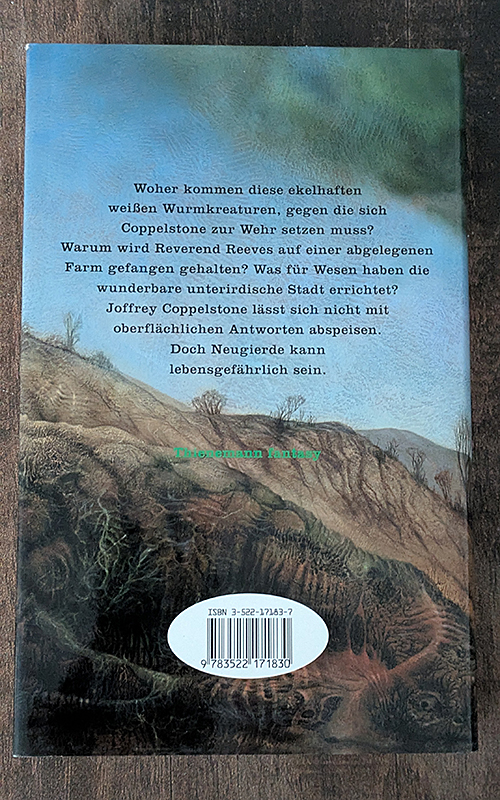 Woher kommen diese ekelhaften
weißen Wurmkreaturen, gegen die sich
Coppelstone zur Wehr setzen muss?
Warum wird Reverend Reeves auf einer abgelegenen
Farm gefangen gehalten? Was für Wesen haben die
wunderbare unterirdische Stadt errichtet?
Joffrey Coppelstone lässt sich nicht mit
oberflächlichen Antworten abspeisen.
Doch Neugierde kann
lebensgefährlich sein.
Thienemann fantasy
ISBN 3-522-17183-7
9 783522 171830